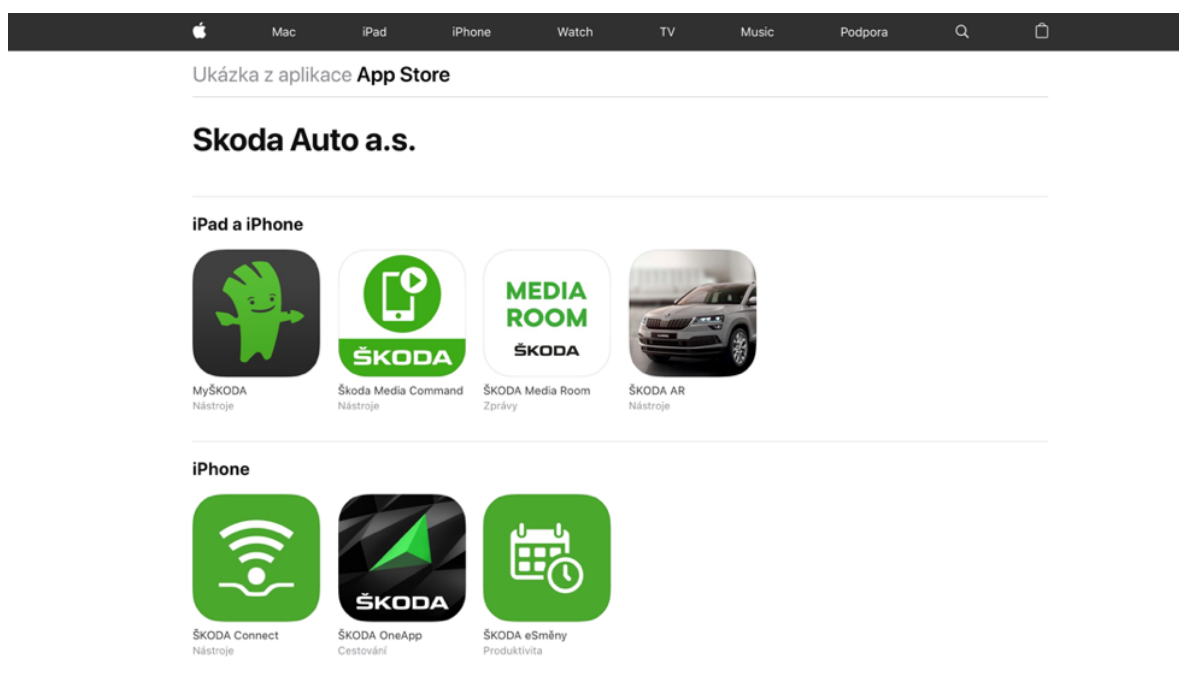 Mac iPad iPhone Watch TV Music Podpora
Ukázka z aplikace App Store
Skoda Auto a.s.
iPad a iPhone
ŠKODA
MEDIA
ROOM
ŠKODA
MyŠKODA Škoda Media Command ŠKODA Media Room ŠKODA AR
Nástroje Nástroje Zprávy Nástroje
iPhone
ŠKODA
ŠKODA Connect ŠKODA OneApp ŠKODA eSměny
Nástroje Cestování Produktivita